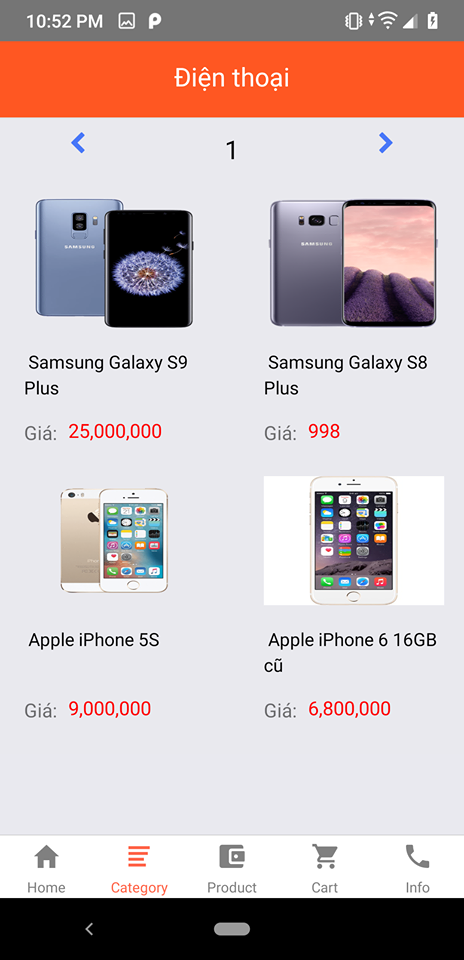 10:52 PM
Điện thoại
1
SAMSUNG
SAMSUNG
Samsung Galaxy S9
Plus
Samsung Galaxy S8
Plus
Giá: 25,000,000
Giá: 998
Apple iPhone 5S
Apple iPhone 6 16GB
cũ
Giá: 9,000,000
Giá: 6,800,000
Home
Category
Product
Cart
Info